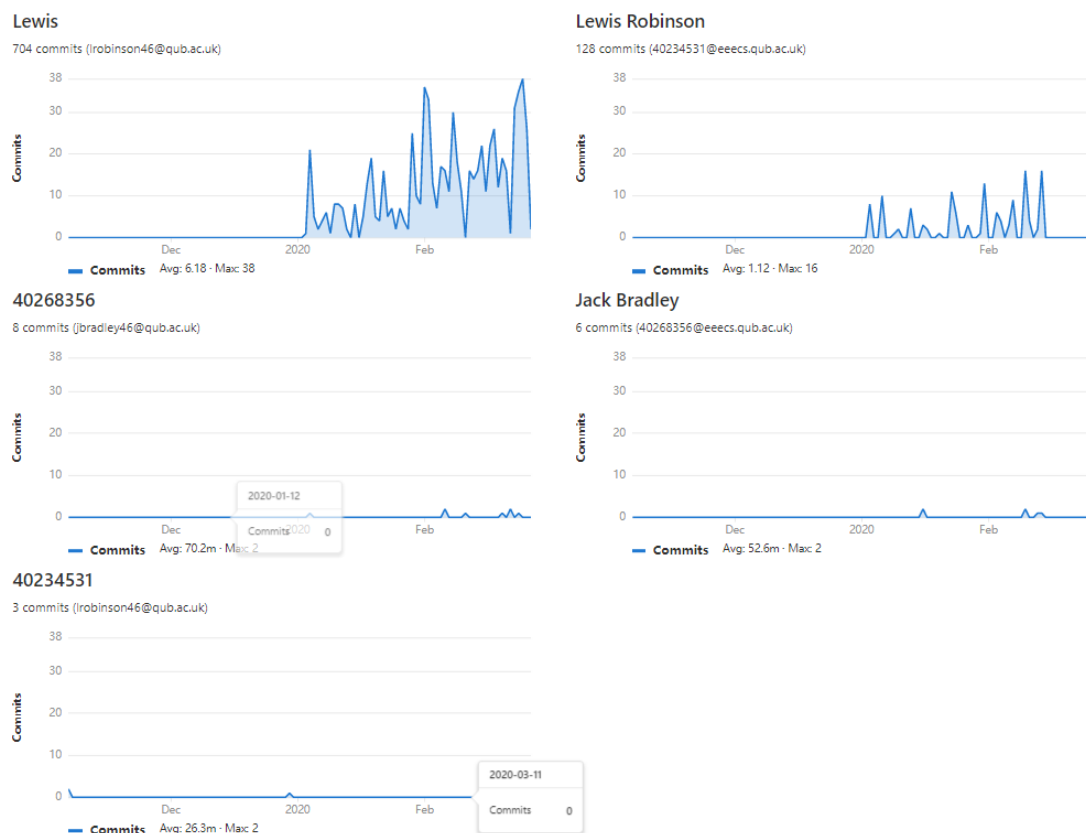 Lewis
704 commits (lrobinson46@qub.ac.uk)
38
30
20
10
0
Commits
Dec
2020
Feb
Commits Avg: 6.18 · Max: 38
Lewis Robinson
128 commits (40234531@eeecs.qub.ac.uk)
38
30
20
10
0
Commits
Dec
2020
Feb
Commits Avg: 1.12 · Max: 16
40268356
8 commits (jbradley46@qub.ac.uk)
38
30
20
10
0
Commits
2020-01-12
Commits 0
Dec
2020
Feb
Commits Avg: 70.2m · Max: 2
Jack Bradley
6 commits (40268356@eeecs.qub.ac.uk)
38
30
20
10
0
Commits
Dec
2020
Feb
Commits Avg: 52.6m · Max: 2
40234531
3 commits (lrobinson46@qub.ac.uk)
38
30
20
10
0
Commits
2020-03-11
Commits 0
Dec
2020
Feb
Commits Avg: 26.3m · Max: 2